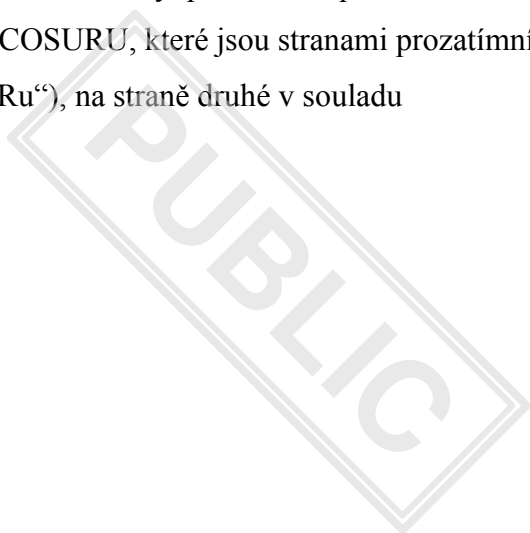 COSURU, které jsou stranami prozatímní
Ru“), na straně druhé v souladu
PUBLIC